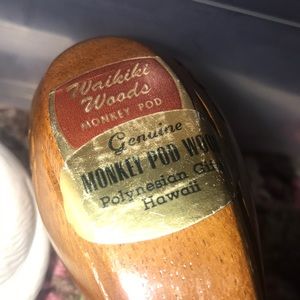 Waikiki
Woods
MONKEY POD
Genuine
MONKEY POD WOOD
Polynesian Gifts
Hawaii